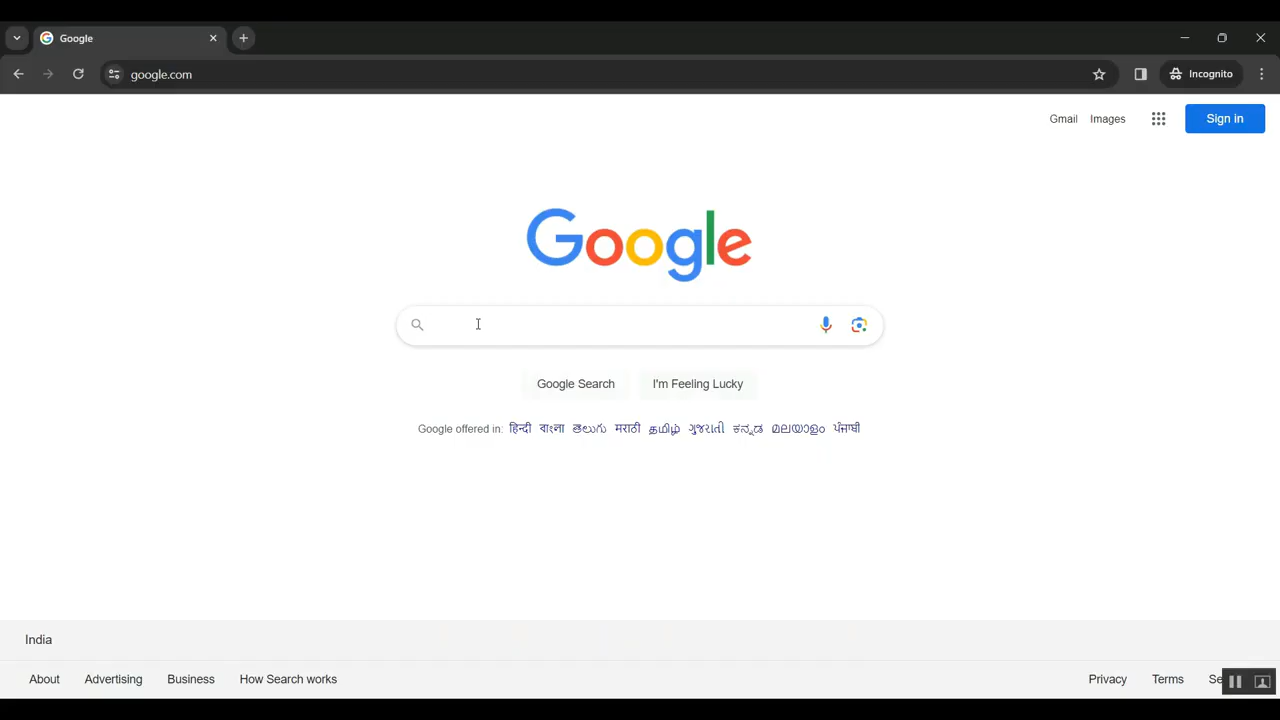 Google
google.com
Incognito
Gmail Images Sign in
Google
Google Search I'm Feeling Lucky
Google offered in: हिन्दी বাংলা తెలుగు मराठी தமிழ் ગુજરાતી ಕನ್ನಡ മലയാളം ਪੰਜਾਬੀ
India
About Advertising Business How Search works Privacy Terms Se